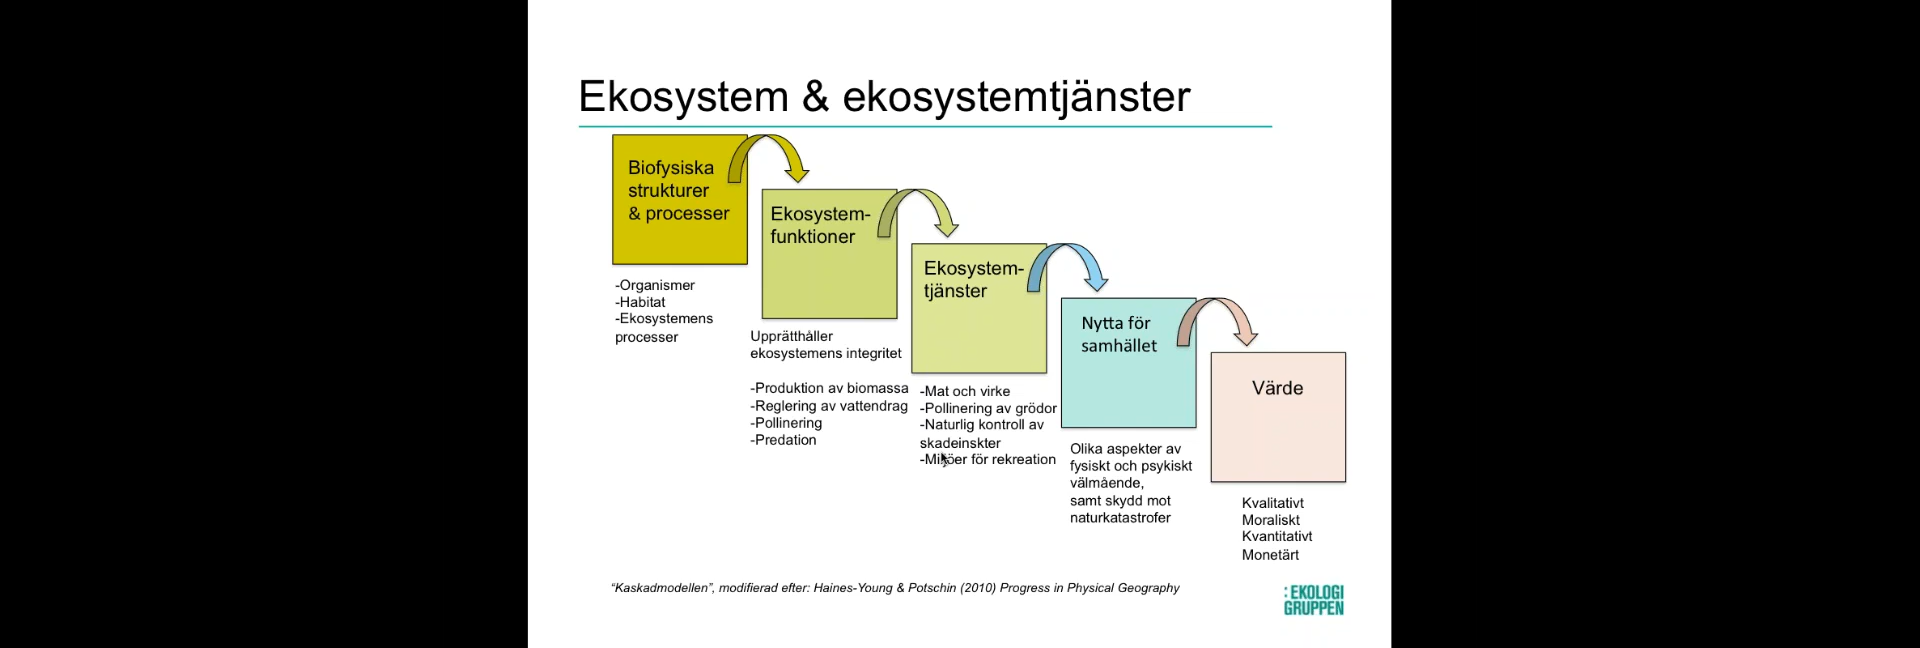 Ekosystem & ekosystemtjänster
Biofysiska
strukturer
& processer
-Organismer
-Habitat
-Ekosystemens
processer
Ekosystem-
funktioner
Upprätthåller
ekosystemens integritet
-Produktion av biomassa
-Reglering av vattendrag
-Pollinering
-Predation
Ekosystem-
tjänster
-Mat och virke
-Pollinering av grödor
-Naturlig kontroll av
skadeinskter
för rekreation
Nytta för
samhället
Olika aspekter av
fysiskt och psykiskt
välmående,
samt skydd mot
naturkatastrofer
Värde
Kvalitativt
Moraliskt
Kvantitativt
Monetärt
“Kaskadmodellen”, modifierad efter: Haines-Young & Potschin (2010) Progress in Physical Geography
:EKOLOGI
GRUPPEN